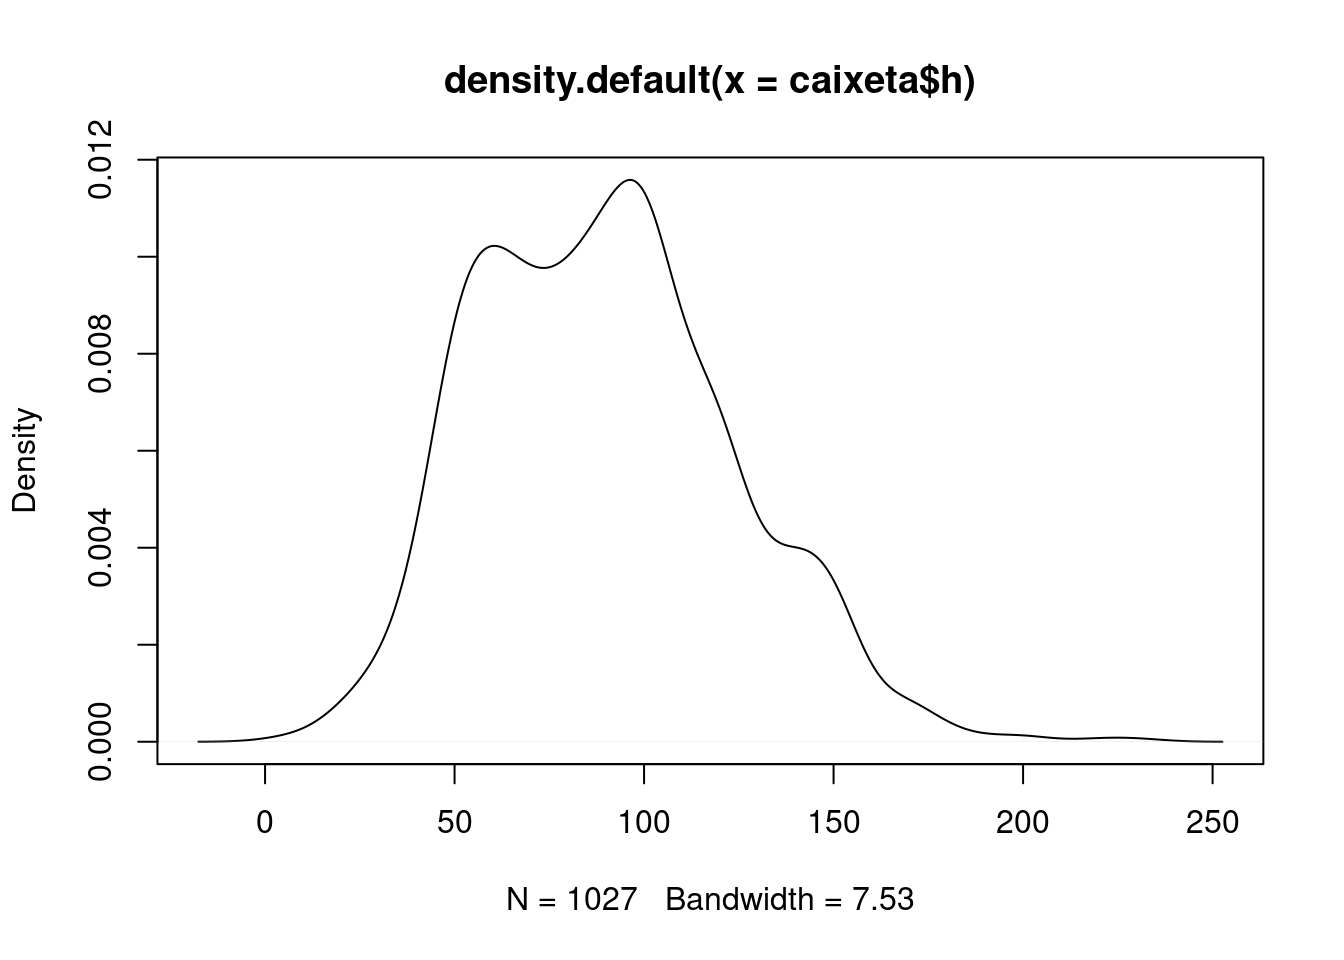 density.default(x = caixeta$h)
0.012
0.008
0.004
0.000
Density
0 50 100 150 200 250
N = 1027 Bandwidth = 7.53